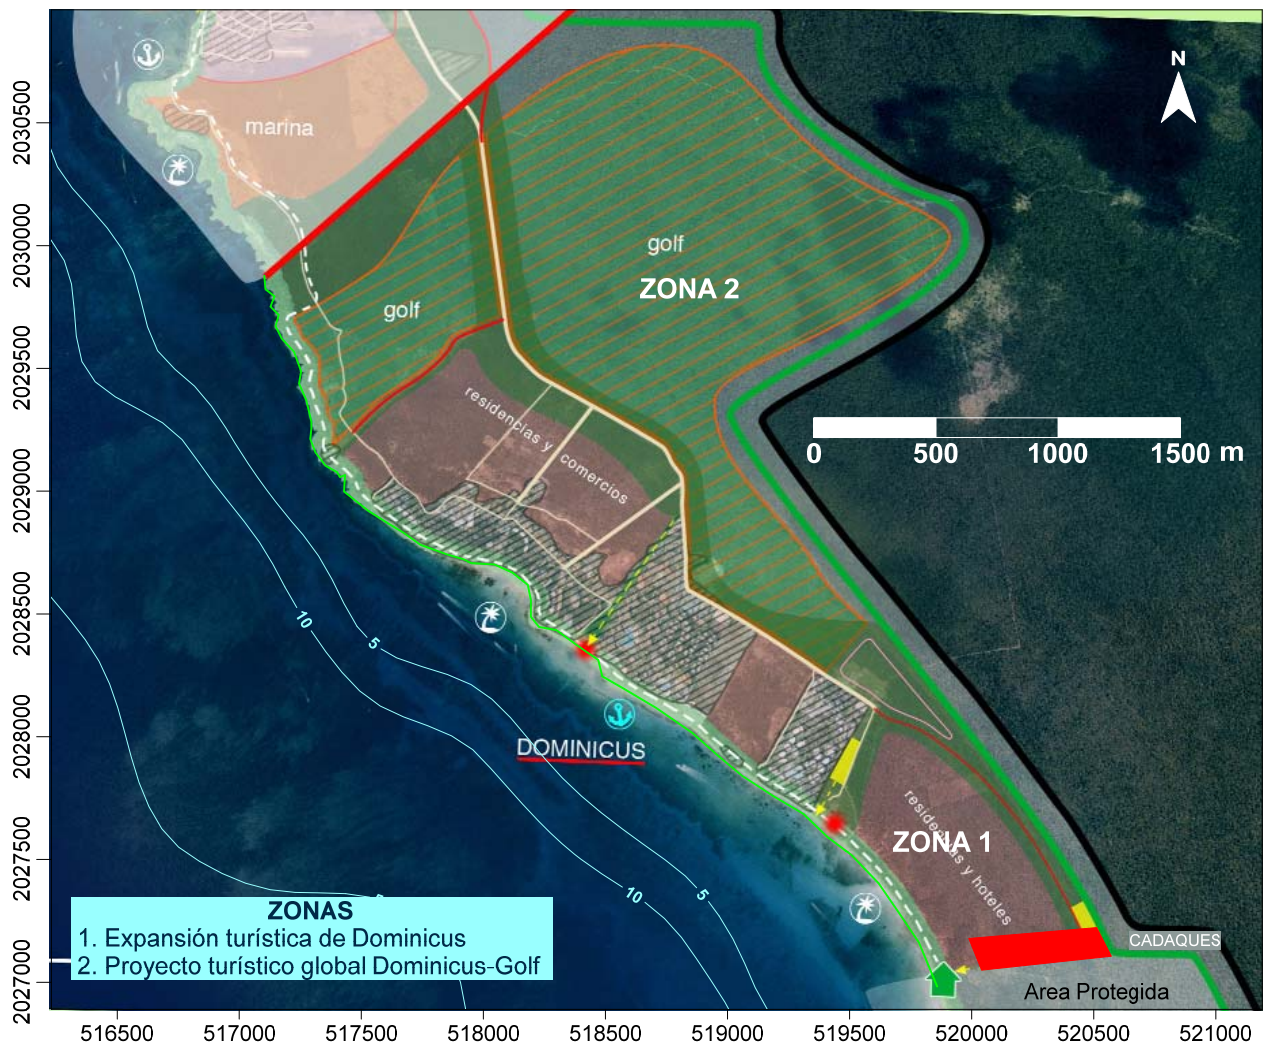 N
marina
golf
ZONA 2
golf
residencias y comercios
0 500 1000 1500 m
10
5
DOMINICUS
residencias y hoteles
ZONA 1
10
5
CADAQUES
Area Protegida
ZONAS
1. Expansión turística de Dominicus
2. Proyecto turístico global Dominicus-Golf
2030500
2030000
2029500
2029000
2028500
2028000
2027500
2027000
516500 517000 517500 518000 518500 519000 519500 520000 520500 521000